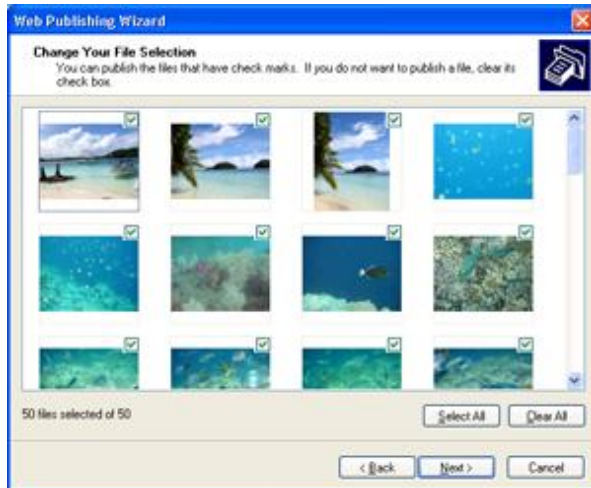 Web Publishing Wizard
Change Your File Selection
You can publish the files that have check marks. If you do not want to publish a file, clear its
check box.
50 files selected of 50
Select All
Clear All
< Back
Next >
Cancel